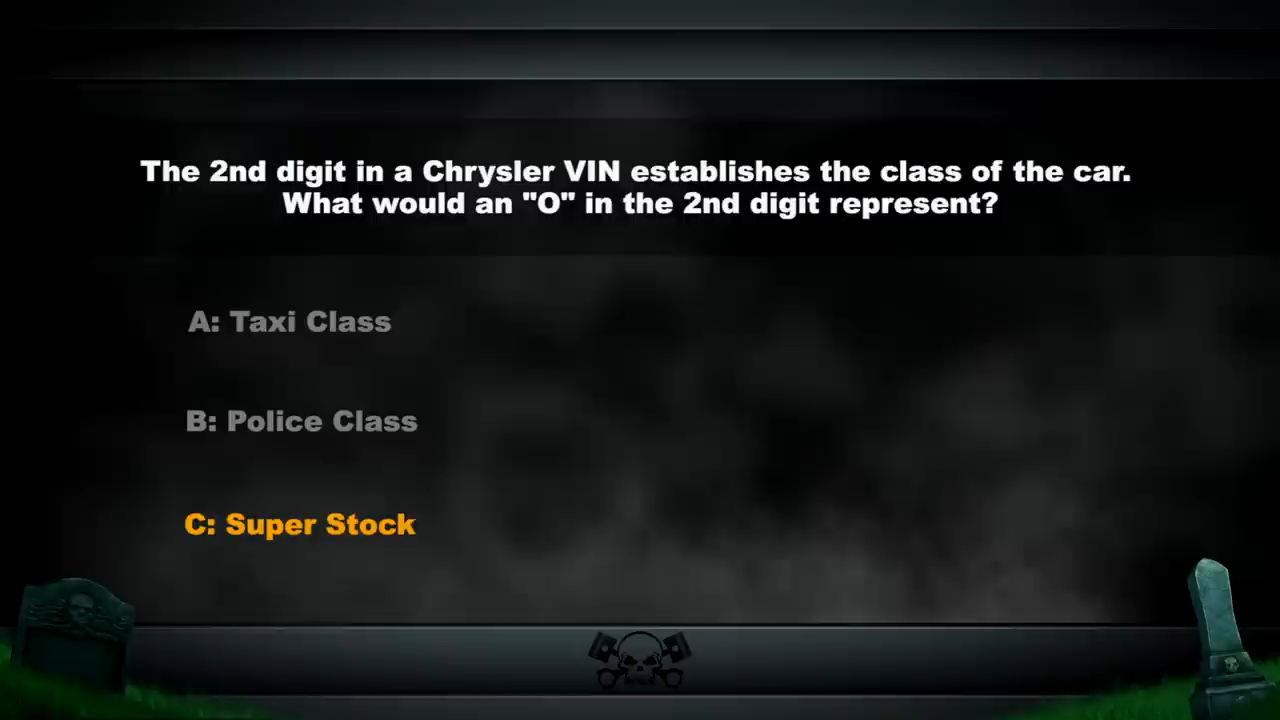 The 2nd digit in a Chrysler VIN establishes the class of the car.
What would an "O" in the 2nd digit represent?
A: Taxi Class
B: Police Class
C: Super Stock